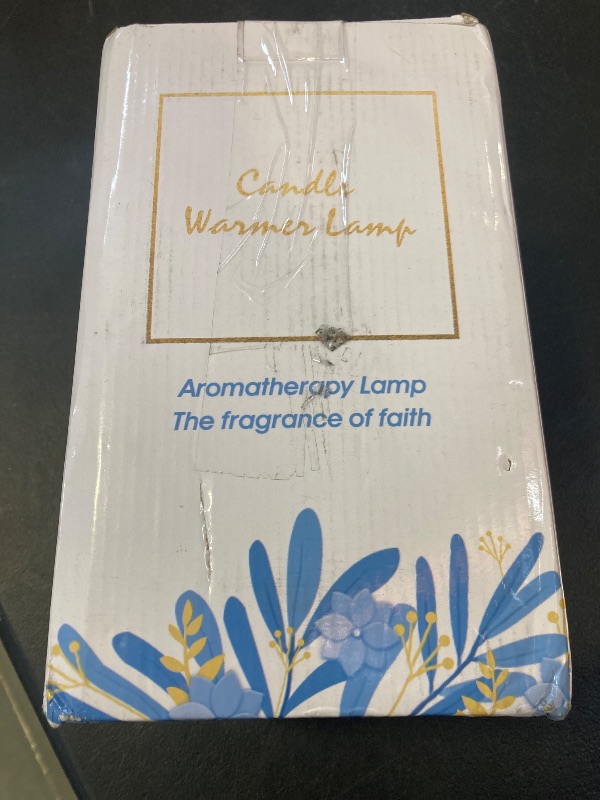 Candle
Warmer Lamp
Aromatherapy Lamp
The fragrance of faith